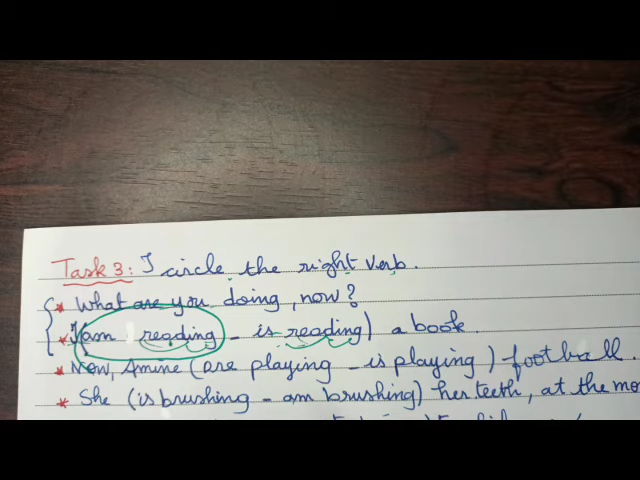 Task 3: I circle the right verb.
* What are you doing, now?
* I (am reading - is reading) a book.
* Now, Amine (are playing - is playing) football.
* She (is brushing - am brushing) her teeth, at the mo